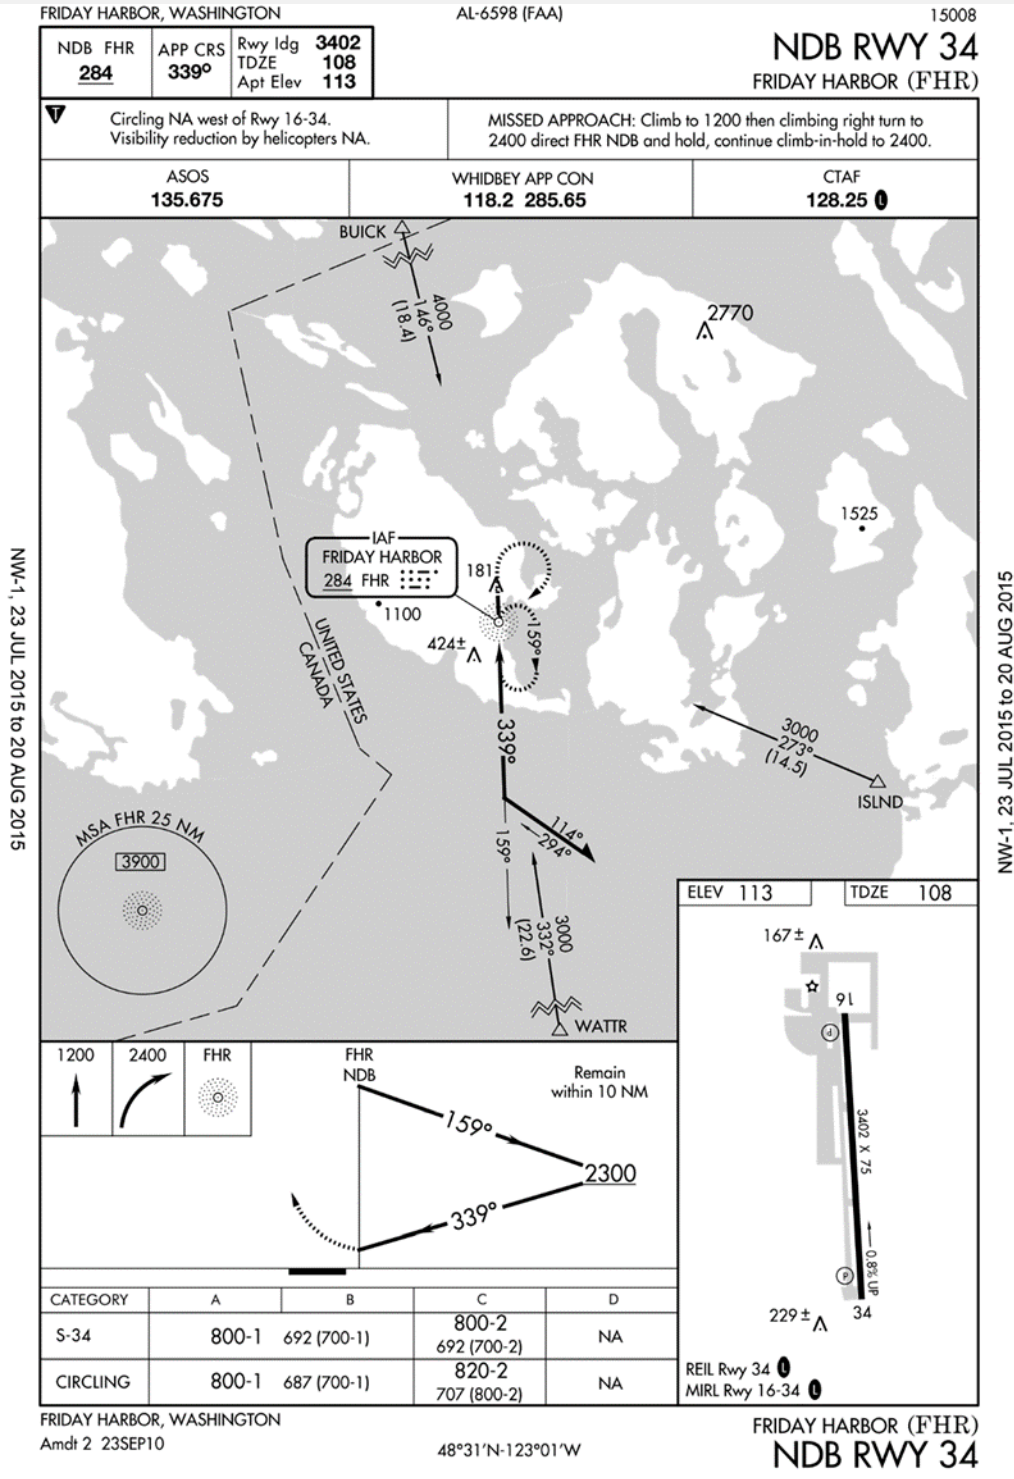 FRIDAY HARBOR, WASHINGTON
AL-6598 (FAA)
15008
NDB RWY 34
FRIDAY HARBOR (FHR)
NDB FHR
284
APP CRS
339°
Rwy Idg 3402
TDZE 108
Apt Elev 113
T
Circling NA west of Rwy 16-34.
Visibility reduction by helicopters NA.
MISSED APPROACH: Climb to 1200 then climbing right turn to
2400 direct FHR NDB and hold, continue climb-in-hold to 2400.
ASOS
135.675
WHIDBEY APP CON
118.2 285.65
CTAF
128.25 L
BUICK
4000
146°
(18.4)
2770
1525
IAF
FRIDAY HARBOR
284 FHR
181
1100
424±
159°
UNITED STATES
CANADA
339°
3000
273°
(14.5)
ISLND
114°
294°
159°
3000
332°
(22.6)
WATTR
MSA FHR 25 NM
3900
NW-1, 23 JUL 2015 to 20 AUG 2015
NW-1, 23 JUL 2015 to 20 AUG 2015
ELEV 113
TDZE 108
167±
16
P
3402 X 75
0.8% UP
P
34
229±
REIL Rwy 34 L
MIRL Rwy 16-34 L
1200
2400
FHR
FHR
NDB
Remain
within 10 NM
159°
2300
339°
CATEGORY A B C D
S-34 800-1 692 (700-1) 800-2 692 (700-2) NA
CIRCLING 800-1 687 (700-1) 820-2 707 (800-2) NA
FRIDAY HARBOR, WASHINGTON
Amdt 2 23SEP10
48°31'N-123°01'W
FRIDAY HARBOR (FHR)
NDB RWY 34